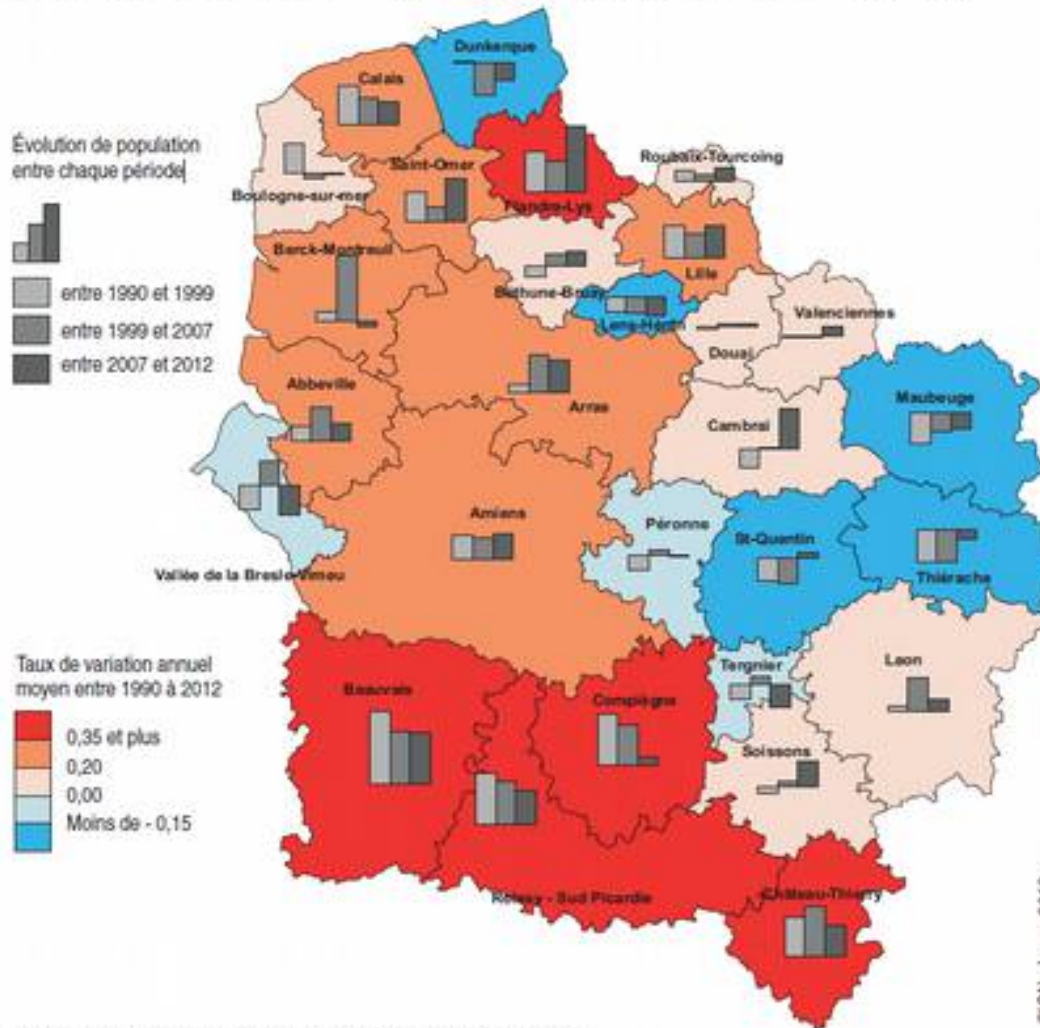 Évolution de population
entre chaque période
entre 1990 et 1999
entre 1999 et 2007
entre 2007 et 2012
Dunkerque
Calais
Saint-Omer
Roubaix-Tourcoing
Boulogne-sur-mer
Flandre-Lys
Berck-Montreuil
Lille
Béthune-Bruay
Lens-Hénin
Valenciennes
Douai
Abbeville
Arras
Cambrai
Maubeuge
Amiens
Péronne
St-Quentin
Thiérache
Vallée de la Bresle-Vimeu
Taux de variation annuel
moyen entre 1990 à 2012
0,35 et plus
0,20
0,00
Moins de - 0,15
Beauvais
Compiègne
Tergnier
Laon
Soissons
Roissy - Sud Picardie
Château-Thierry